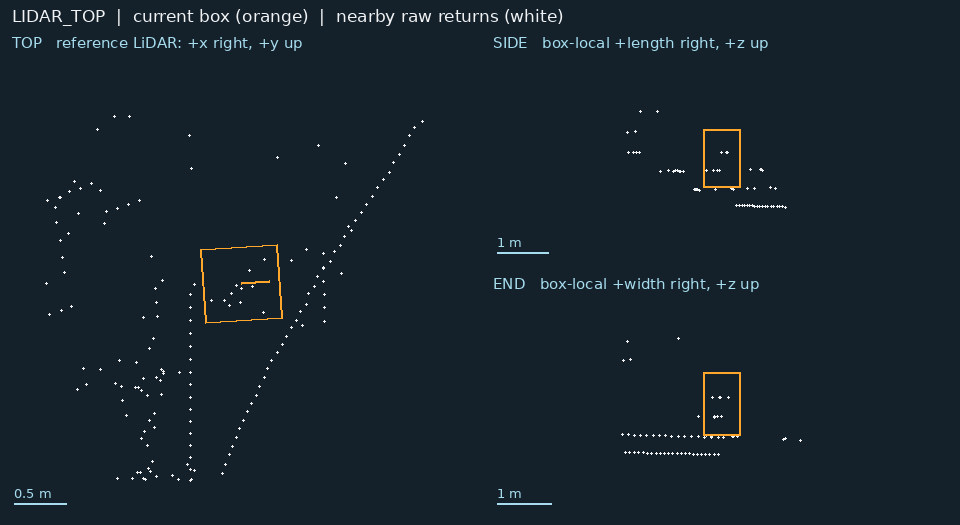 LIDAR_TOP | current box (orange) | nearby raw returns (white)
TOP reference LiDAR: +x right, +y up
SIDE box-local +length right, +z up
1 m
END box-local +width right, +z up
0.5 m
1 m